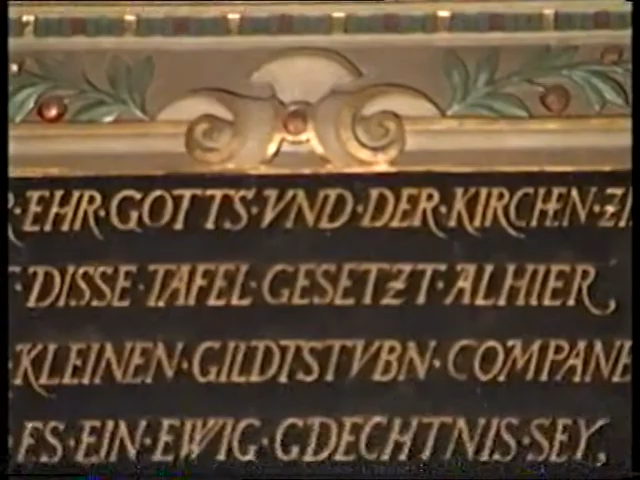 ·EHR·GOTTS·VND·DER·KIRCHEN·
·DISSE·TAFEL·GESETZT·ALHIER
·KLEINEN·GILDTSTVBN·COMPANE
ES·EIN·EWIG·GDECHTNIS·SEY,